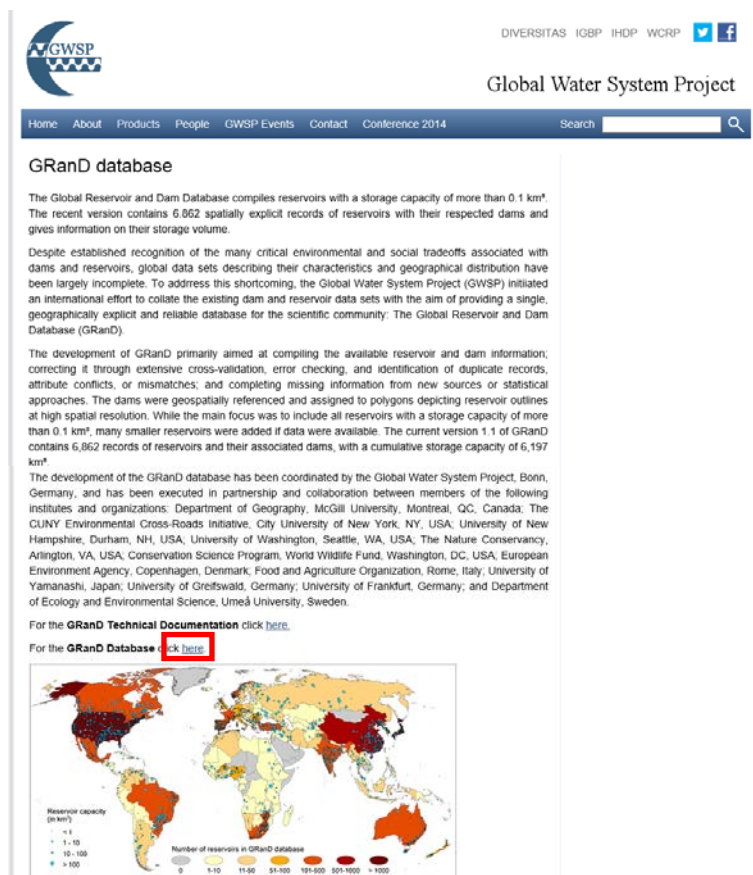 GWSP
DIVERSITAS IGBP IHDP WCRP
Global Water System Project
Home About Products People GWSP Events Contact Conference 2014 Search
GRanD database
The Global Reservoir and Dam Database compiles reservoirs with a storage capacity of more than 0.1 km³.
The recent version contains 6.862 spatially explicit records of reservoirs with their respected dams and
gives information on their storage volume.
Despite established recognition of the many critical environmental and social tradeoffs associated with
dams and reservoirs, global data sets describing their characteristics and geographical distribution have
been largely incomplete. To addrress this shortcoming, the Global Water System Project (GWSP) initiiated
an international effort to collate the existing dam and reservoir data sets with the aim of providing a single,
geographically explicit and reliable database for the scientific community: The Global Reservoir and Dam
Database (GRanD).
The development of GRanD primarily aimed at compiling the available reservoir and dam information;
correcting it through extensive cross-validation, error checking, and identification of duplicate records,
attribute conflicts, or mismatches; and completing missing information from new sources or statistical
approaches. The dams were geospatially referenced and assigned to polygons depicting reservoir outlines
at high spatial resolution. While the main focus was to include all reservoirs with a storage capacity of more
than 0.1 km³, many smaller reservoirs were added if data were available. The current version 1.1 of GRanD
contains 6,862 records of reservoirs and their associated dams, with a cumulative storage capacity of 6,197
km³.
The development of the GRanD database has been coordinated by the Global Water System Project, Bonn,
Germany, and has been executed in partnership and collaboration between members of the following
institutes and organizations: Department of Geography, McGill University, Montreal, QC, Canada; The
CUNY Environmental Cross-Roads Initiative, City University of New York, NY, USA; University of New
Hampshire, Durham, NH, USA; University of Washington, Seattle, WA, USA; The Nature Conservancy,
Arlington, VA, USA; Conservation Science Program, World Wildlife Fund, Washington, DC, USA; European
Environment Agency, Copenhagen, Denmark; Food and Agriculture Organization, Rome, Italy; University of
Yamanashi, Japan; University of Greifswald, Germany; University of Frankfurt, Germany; and Department
of Ecology and Environmental Science, Umeå University, Sweden.
For the GRanD Technical Documentation click here.
For the GRanD Database click here.
Reservoir capacity
(in km³)
< 1
1 - 10
10 - 100
> 100
Number of reservoirs in GRanD database
0 1-10 11-50 51-100 101-500 501-1000 > 1000